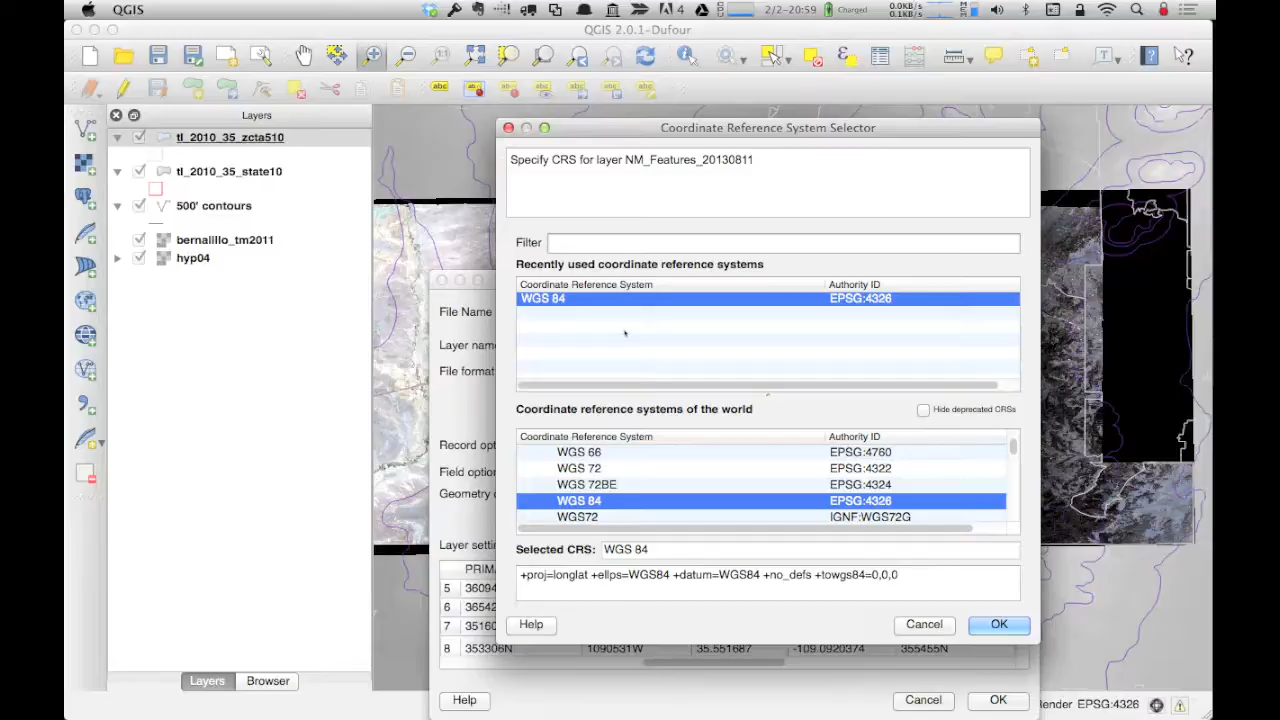 QGIS
4
2/2-20:59
Charged
0.0KB/s
0.1KB/s
QGIS 2.0.1-Dufour
Layers
tl_2010_35_zcta510
tl_2010_35_state10
500' contours
bernalillo_tm2011
hyp04
Layers
Browser
Coordinate Reference System Selector
Specify CRS for layer NM_Features_20130811
Filter
Recently used coordinate reference systems
Coordinate Reference System Authority ID
WGS 84 EPSG:4326
Coordinate reference systems of the world
Hide deprecated CRSs
Coordinate Reference System Authority ID
WGS 66 EPSG:4760
WGS 72 EPSG:4322
WGS 72BE EPSG:4324
WGS 84 EPSG:4326
WGS72 IGNF:WGS72G
Selected CRS: WGS 84
+proj=longlat +ellps=WGS84 +datum=WGS84 +no_defs +towgs84=0,0,0
Help
Cancel
OK
File Name
Layer name
File format
Record opt
Field option
Geometry d
Layer settin
PRIMA
5 36094
6 36542
7 35160
8 353306N 1090531W 35.551687 -109.0920374 355455N
Help
Cancel
OK
Render EPSG:4326